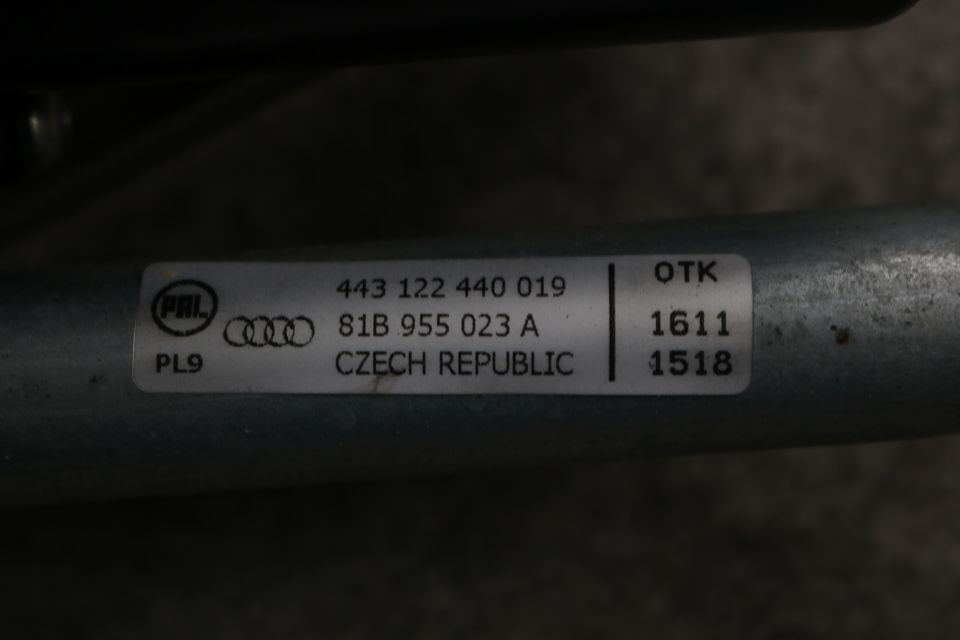 PAL
PL9
443 122 440 019
81B 955 023 A
CZECH REPUBLIC
OTK
1611
1518